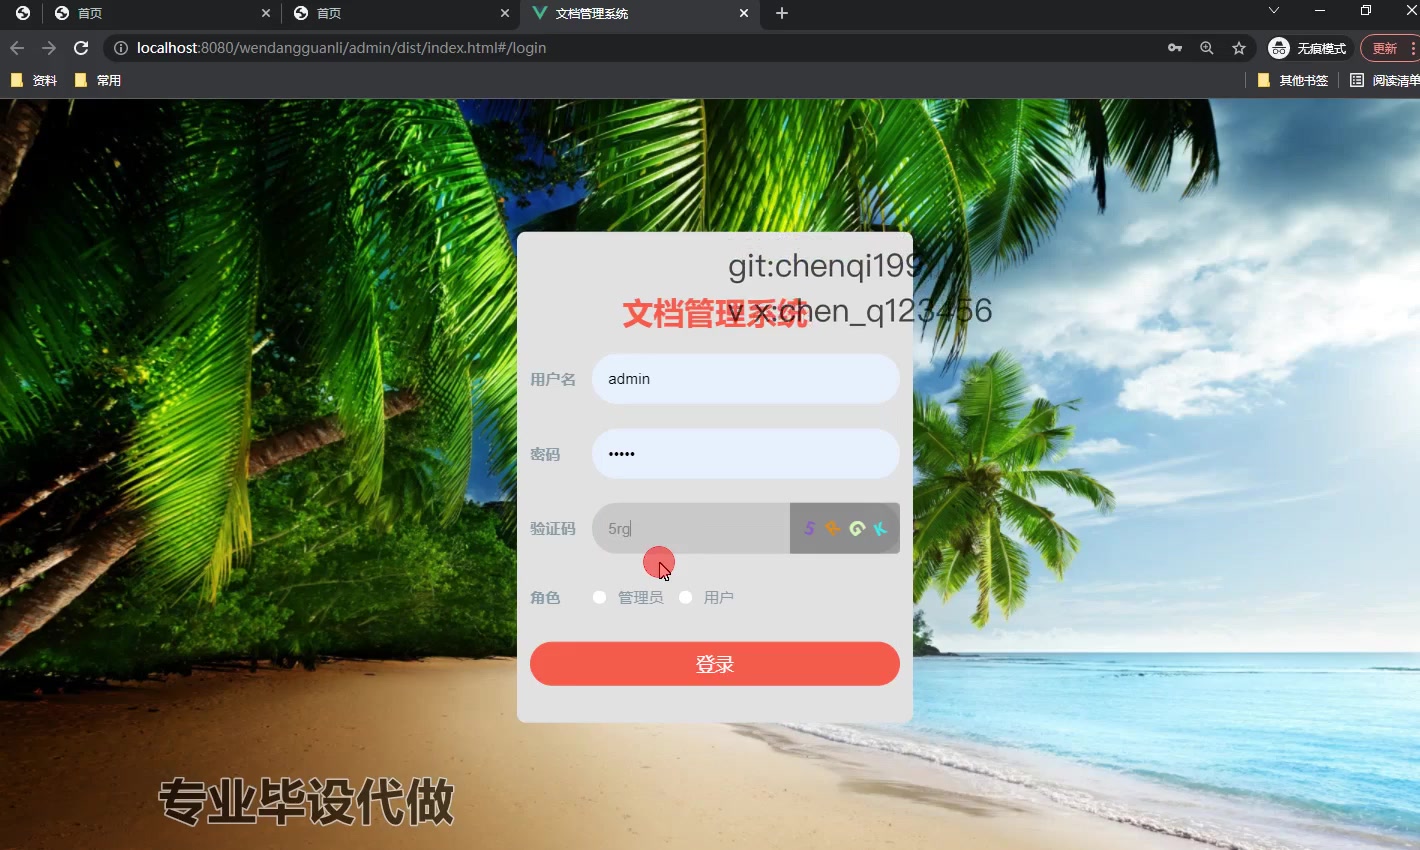 首页
首页
文档管理系统
localhost:8080/wendangguanli/admin/dist/index.html#/login
无痕模式
更新
资料
常用
其他书签
阅读清单
git:chenqi199
文档管理系统
v x:chen_q123456
用户名
admin
密码
•••••
验证码
5rg
5 R G K
角色
管理员
用户
登录
专业毕设代做